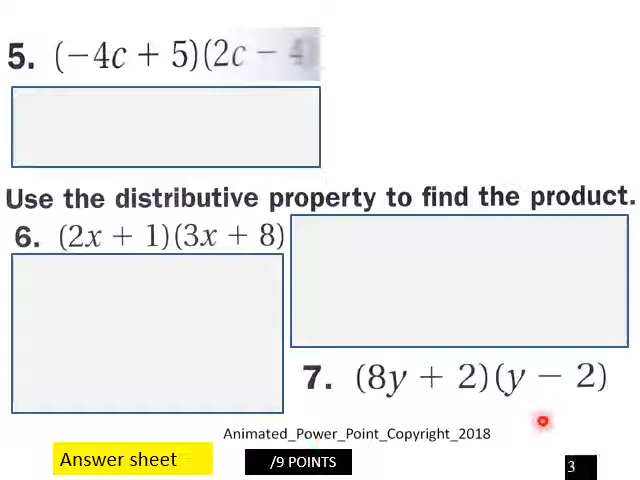 5. (−4c + 5)(2c − 4)
Use the distributive property to find the product.
6. (2x + 1)(3x + 8)
7. (8y + 2)(y − 2)
Animated_Power_Point_Copyright_2018
Answer sheet
/9 POINTS
3